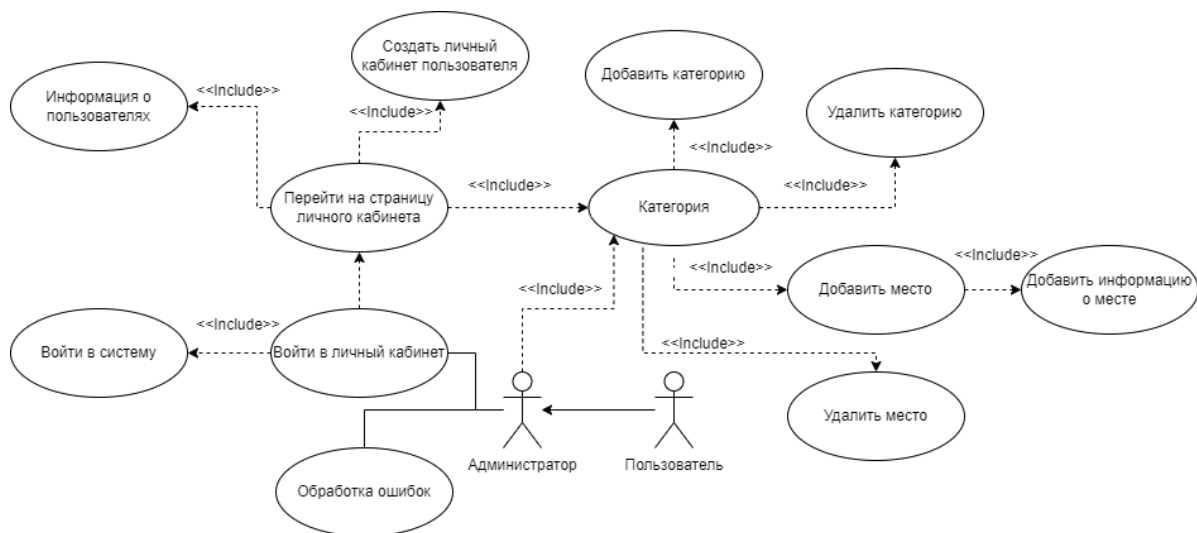 Создать личный
кабинет пользователя
Добавить категорию
Информация о
пользователях
<<Include>>
<<Include>>
Удалить категорию
<<Include>>
<<Include>>
Перейти на страницу
личного кабинета
<<Include>>
Категория
<<Include>>
<<Include>>
<<Include>>
Добавить место
Добавить информацию
о месте
<<Include>>
<<Include>>
Войти в систему
Войти в личный кабинет
<<Include>>
Удалить место
Администратор
Пользователь
Обработка ошибок